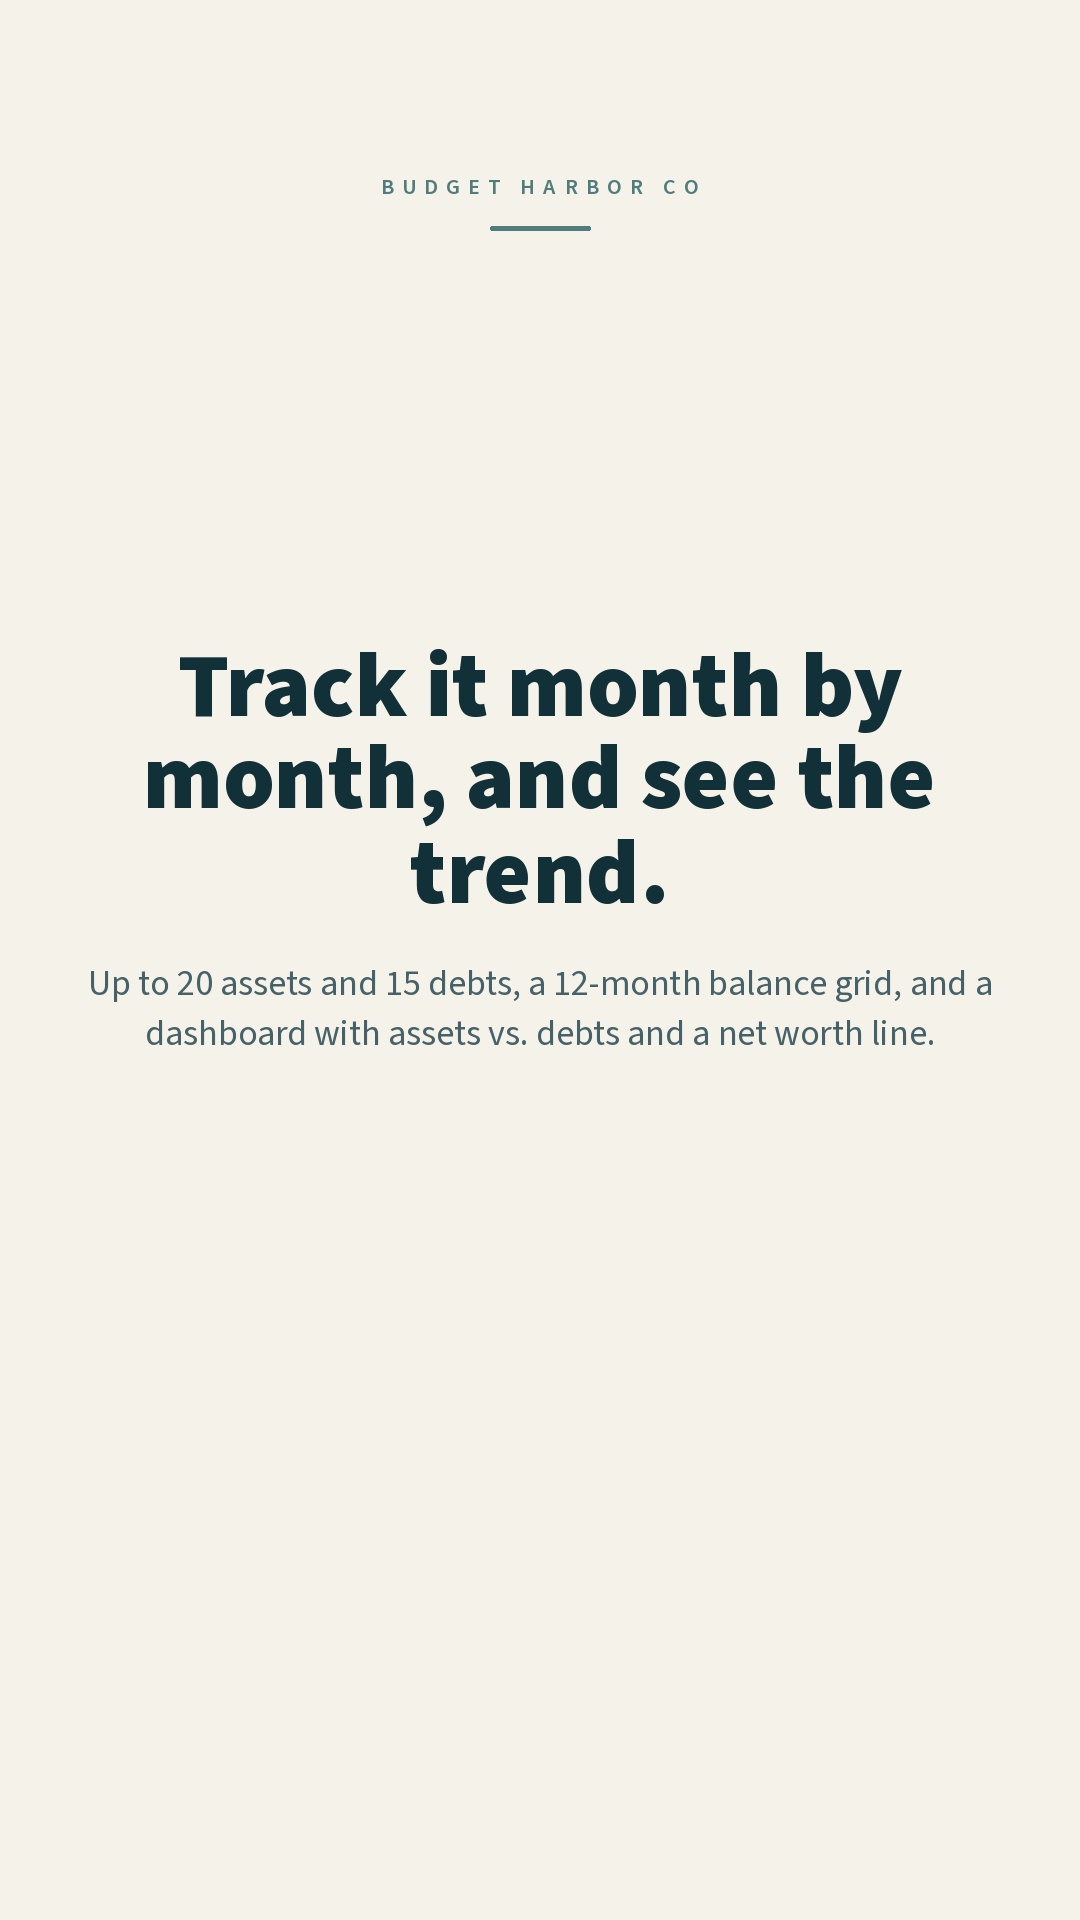 BUDGET HARBOR CO
Track it month by
month, and see the
trend.
Up to 20 assets and 15 debts, a 12-month balance grid, and a
dashboard with assets vs. debts and a net worth line.